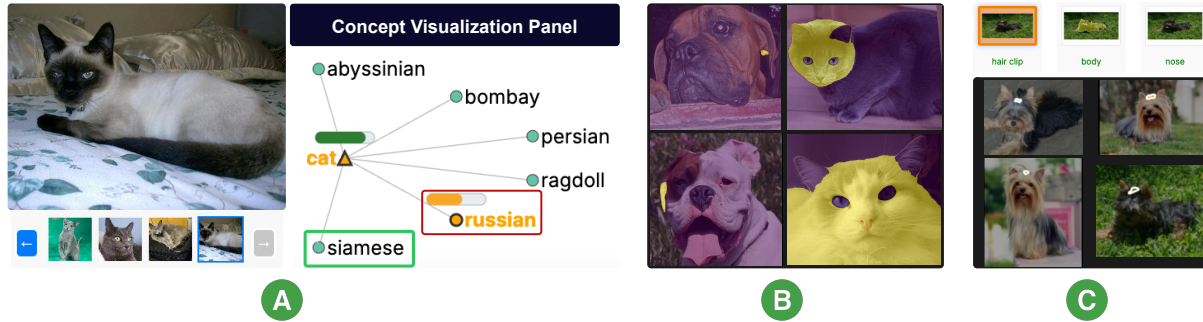 Concept Visualization Panel
abyssinian
bombay
persian
cat
ragdoll
russian
siamese
←
→
A
B
hair clip
body
nose
C